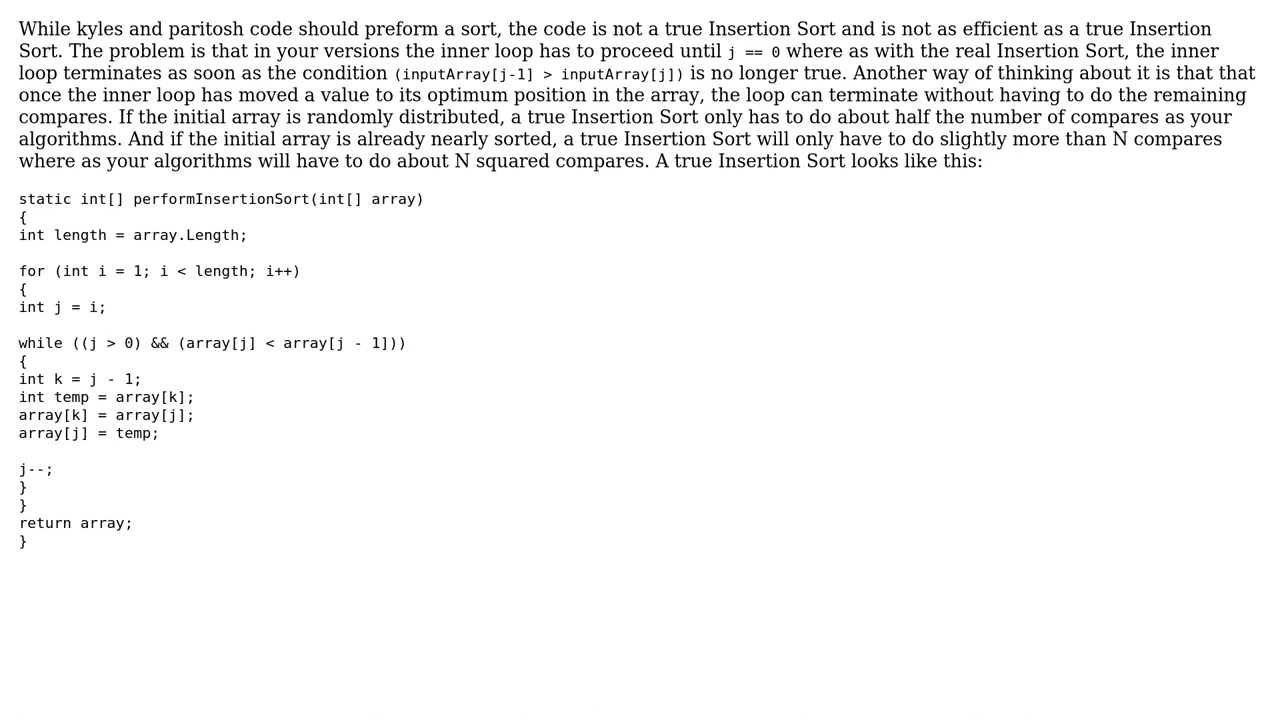 While kyles and paritosh code should preform a sort, the code is not a true Insertion Sort and is not as efficient as a true Insertion
Sort. The problem is that in your versions the inner loop has to proceed until j == 0 where as with the real Insertion Sort, the inner
loop terminates as soon as the condition (inputArray[j-1] > inputArray[j]) is no longer true. Another way of thinking about it is that that
once the inner loop has moved a value to its optimum position in the array, the loop can terminate without having to do the remaining
compares. If the initial array is randomly distributed, a true Insertion Sort only has to do about half the number of compares as your
algorithms. And if the initial array is already nearly sorted, a true Insertion Sort will only have to do slightly more than N compares
where as your algorithms will have to do about N squared compares. A true Insertion Sort looks like this:
static int[] performInsertionSort(int[] array)
{
int length = array.Length;
for (int i = 1; i < length; i++)
{
int j = i;
while ((j > 0) && (array[j] < array[j - 1]))
{
int k = j - 1;
int temp = array[k];
array[k] = array[j];
array[j] = temp;
j--;
}
}
return array;
}